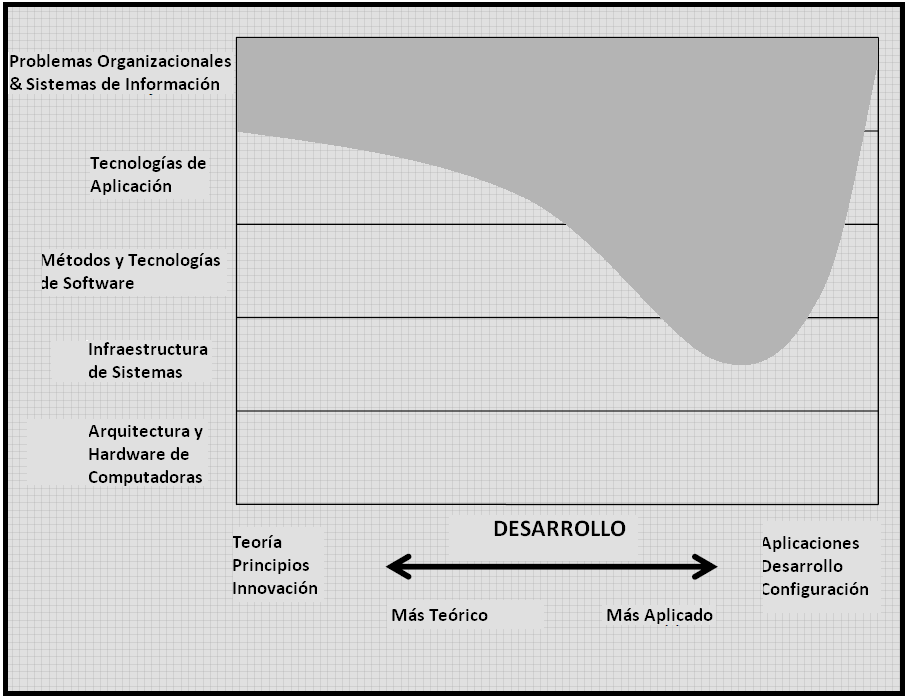 Problemas Organizacionales
& Sistemas de Información
Tecnologías de
Aplicación
Métodos y Tecnologías
de Software
Infraestructura
de Sistemas
Arquitectura y
Hardware de
Computadoras
DESARROLLO
Teoría
Principios
Innovación
Aplicaciones
Desarrollo
Configuración
Más Teórico
Más Aplicado